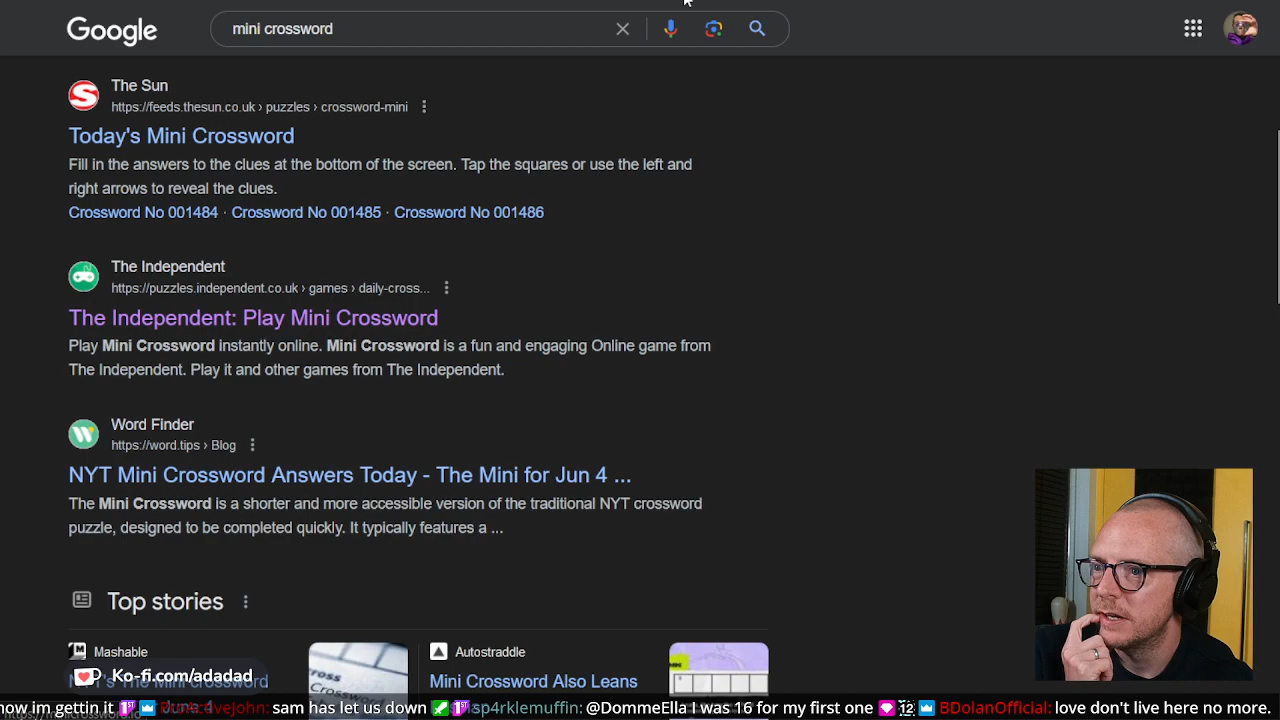 Google
mini crossword
The Sun
https://feeds.thesun.co.uk › puzzles › crossword-mini
Today's Mini Crossword
Fill in the answers to the clues at the bottom of the screen. Tap the squares or use the left and
right arrows to reveal the clues.
Crossword No 001484 · Crossword No 001485 · Crossword No 001486
The Independent
https://puzzles.independent.co.uk › games › daily-cross...
The Independent: Play Mini Crossword
Play Mini Crossword instantly online. Mini Crossword is a fun and engaging Online game from
The Independent. Play it and other games from The Independent.
Word Finder
https://word.tips › Blog
NYT Mini Crossword Answers Today - The Mini for Jun 4 ...
The Mini Crossword is a shorter and more accessible version of the traditional NYT crossword
puzzle, designed to be completed quickly. It typically features a ...
Top stories
Mashable
NYT's The Mini crossword
June 4
Autostraddle
Mini Crossword Also Leans
Ko-fi.com/adadad
now im gettin it
John: sam has let us down
sp4rklemuffin: @DommeElla I was 16 for my first one
12 BDolanOfficial: love don't live here no more.